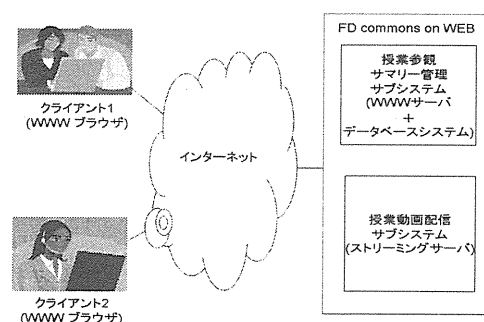 FD commons on WEB
授業参観
サマリー管理
サブシステム
(WWWサーバ
+
データベースシステム)
クライアント1
(WWW ブラウザ)
インターネット
授業動画配信
サブシステム
(ストリーミングサーバ)
クライアント2
(WWW ブラウザ)